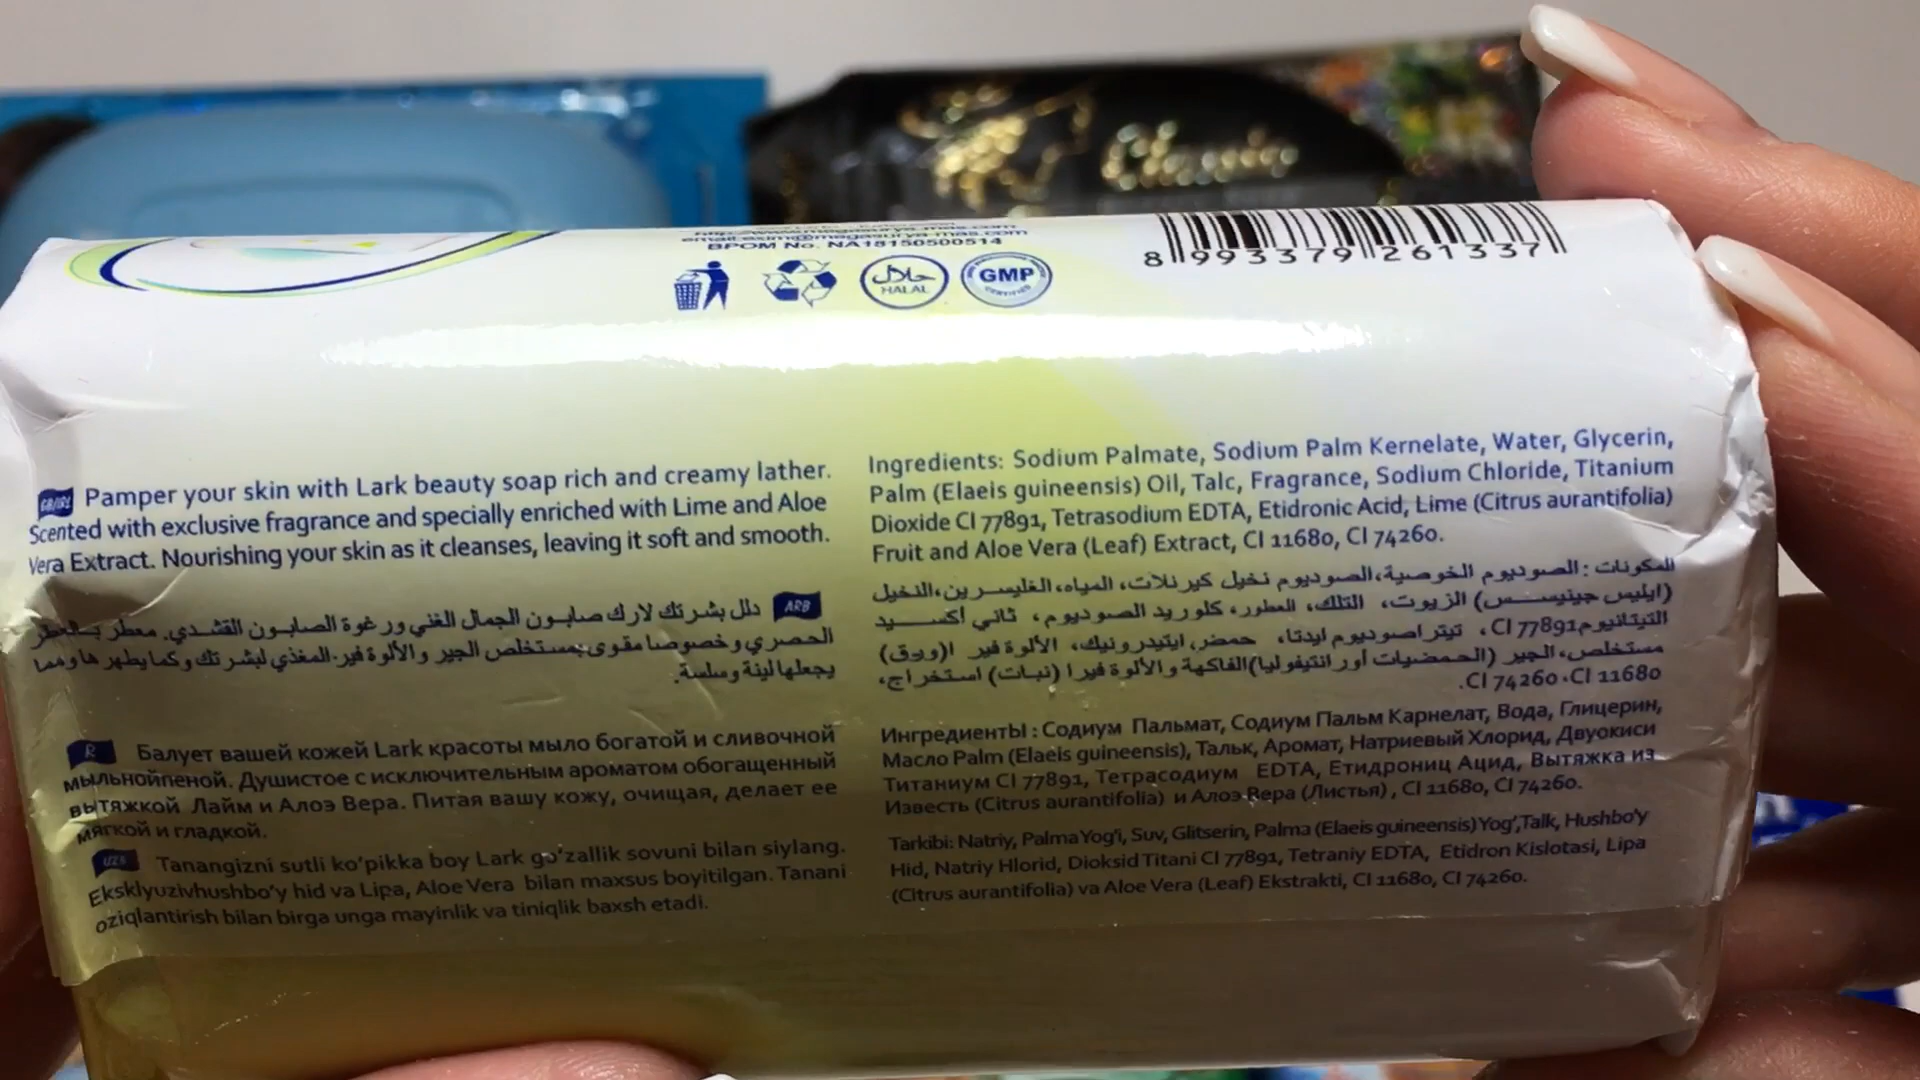 Classic
email:exim@megasurya-mas.com
BPOM No. NA18150500514
حلال
HALAL
GMP
CERTIFIED
8 993379 261337
Pamper your skin with Lark beauty soap rich and creamy lather.
Scented with exclusive fragrance and specially enriched with Lime and Aloe
Vera Extract. Nourishing your skin as it cleanses, leaving it soft and smooth.
ARB دلل بشرتك لارك صابون الجمال الغني ورغوة الصابون القشدي. معطر بالعطر
الحصري وخصوصا مقوى بمستخلص الجير والألوة فير-المغذي لبشرتك وكما يطهرها ومما
يجعلها لينة وسلسة.
R Балует вашей кожей Lark красоты мыло богатой и сливочной
мыльнойпеной. Душистое с исключительным ароматом обогащенный
вытяжкой Лайм и Алоэ Вера. Питая вашу кожу, очищая, делает ее
мягкой и гладкой.
UZB Tanangizni sutli ko'pikka boy Lark go'zallik sovuni bilan siylang.
Eksklyuzivhushbo'y hid va Lipa, Aloe Vera bilan maxsus boyitilgan. Tanani
oziqlantirish bilan birga unga mayinlik va tiniqlik baxsh etadi.
Ingredients: Sodium Palmate, Sodium Palm Kernelate, Water, Glycerin,
Palm (Elaeis guineensis) Oil, Talc, Fragrance, Sodium Chloride, Titanium
Dioxide CI 77891, Tetrasodium EDTA, Etidronic Acid, Lime (Citrus aurantifolia)
Fruit and Aloe Vera (Leaf) Extract, CI 11680, CI 74260.
المكونات : الصوديوم الخوصية، الصوديوم نخيل كيرنلات، المياه، الغليسرين، النخيل
(ايليس جينيسس) الزيوت، التلك، العطور، كلوريد الصوديوم، ثاني أكسيد
التيتانيوم CI 77891، تيتراصوديوم ايدتا، حمض ايتيدرونيك، الألوة فير ا(ورق)
مستخلص، الجير (الحمضيات أورانتيفوليا)الفاكهة والألوة فيرا (نبات) استخراج،
CI 74260 ،CI 11680.
ИнгредиентЫ : Содиум Пальмат, Содиум Пальм Карнелат, Вода, Глицерин,
Масло Palm (Elaeis guineensis), Тальк, Аромат, Натриевый Хлорид, Двуокиси
Титаниум CI 77891, Тетрасодиум EDTA, Етидрониц Ацид, Вытяжка из
Известь (Citrus aurantifolia) и Алоэ Вера (Листья) , CI 11680, CI 74260.
Tarkibi: Natriy, Palma Yog'i, Suv, Glitserin, Palma (Elaeis guineensis) Yog',Talk, Hushbo'y
Hid, Natriy Hlorid, Dioksid Titani CI 77891, Tetraniy EDTA, Etidron Kislotasi, Lipa
(Citrus aurantifolia) va Aloe Vera (Leaf) Ekstrakti, CI 11680, CI 74260.